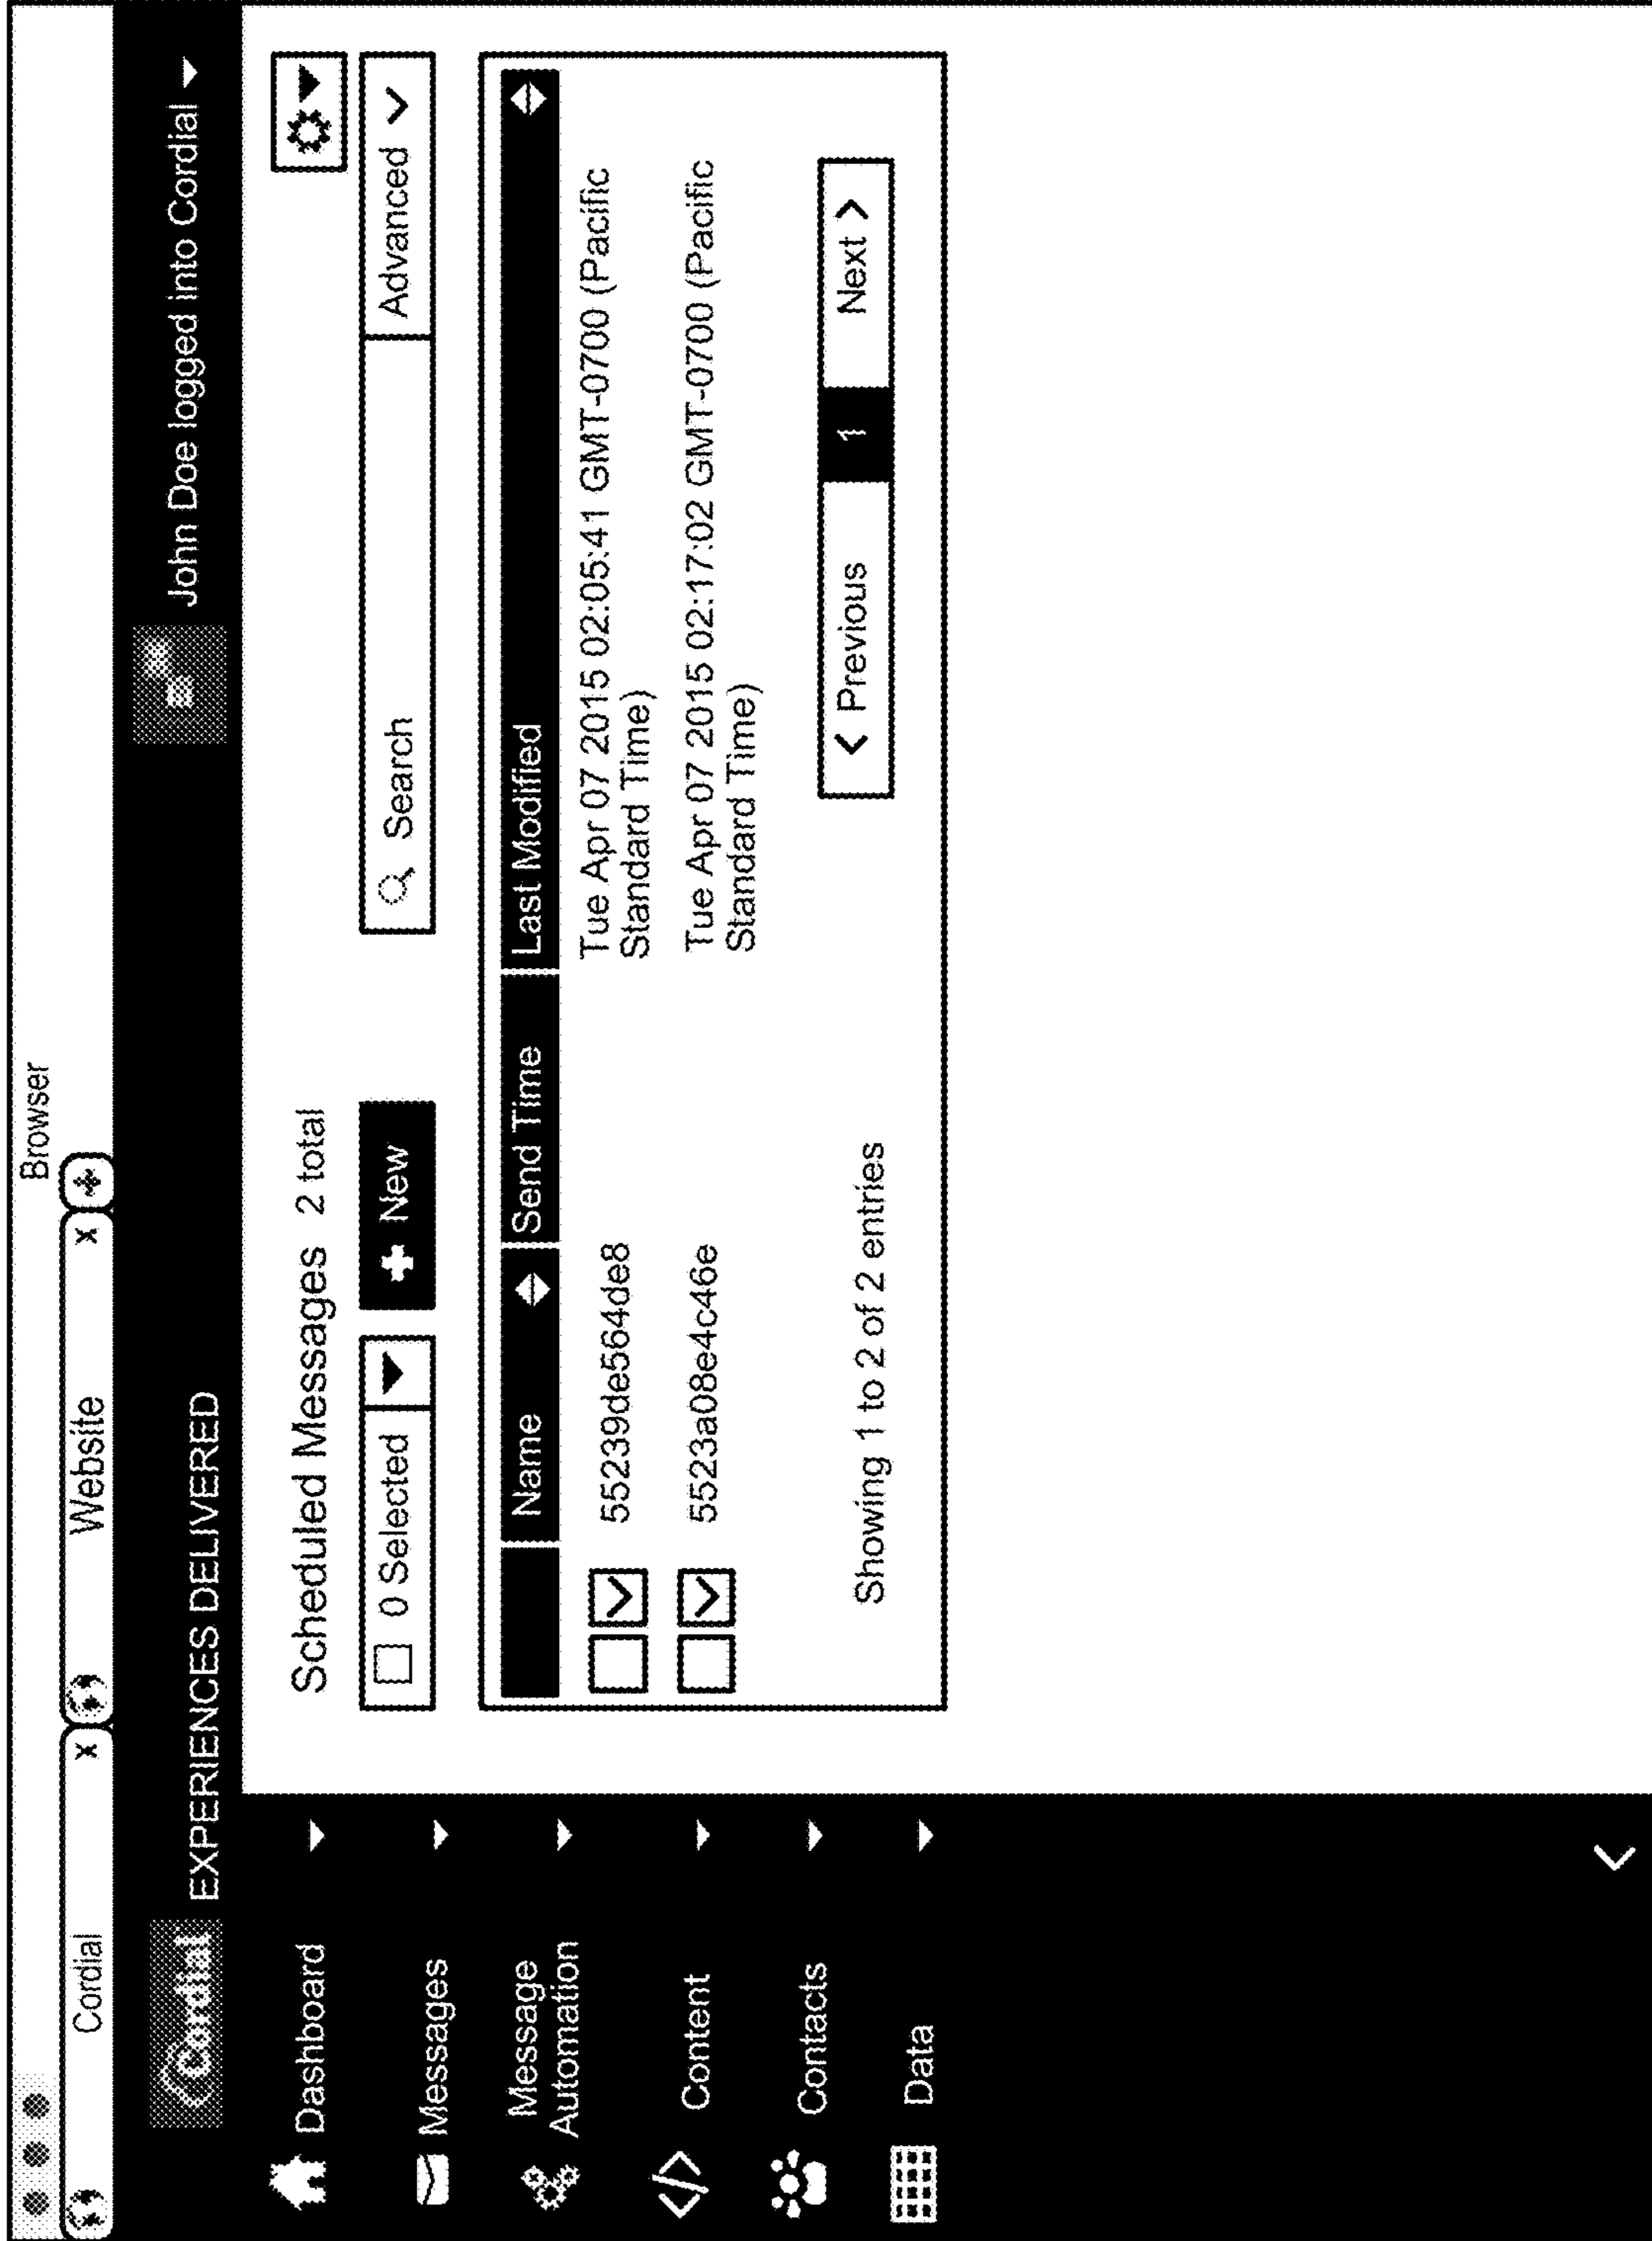 Browser
Cordial x Website x
Cordial EXPERIENCES DELIVERED John Doe logged into Cordial
Dashboard
Messages
Message
Automation
Content
Contacts
Data
Scheduled Messages 2 total
0 Selected New Search Advanced
Name Send Time Last Modified
55239de564de8 Tue Apr 07 2015 02:05:41 GMT-0700 (Pacific
Standard Time)
5523a08e4c46e Tue Apr 07 2015 02:17:02 GMT-0700 (Pacific
Standard Time)
Showing 1 to 2 of 2 entries < Previous 1 Next >